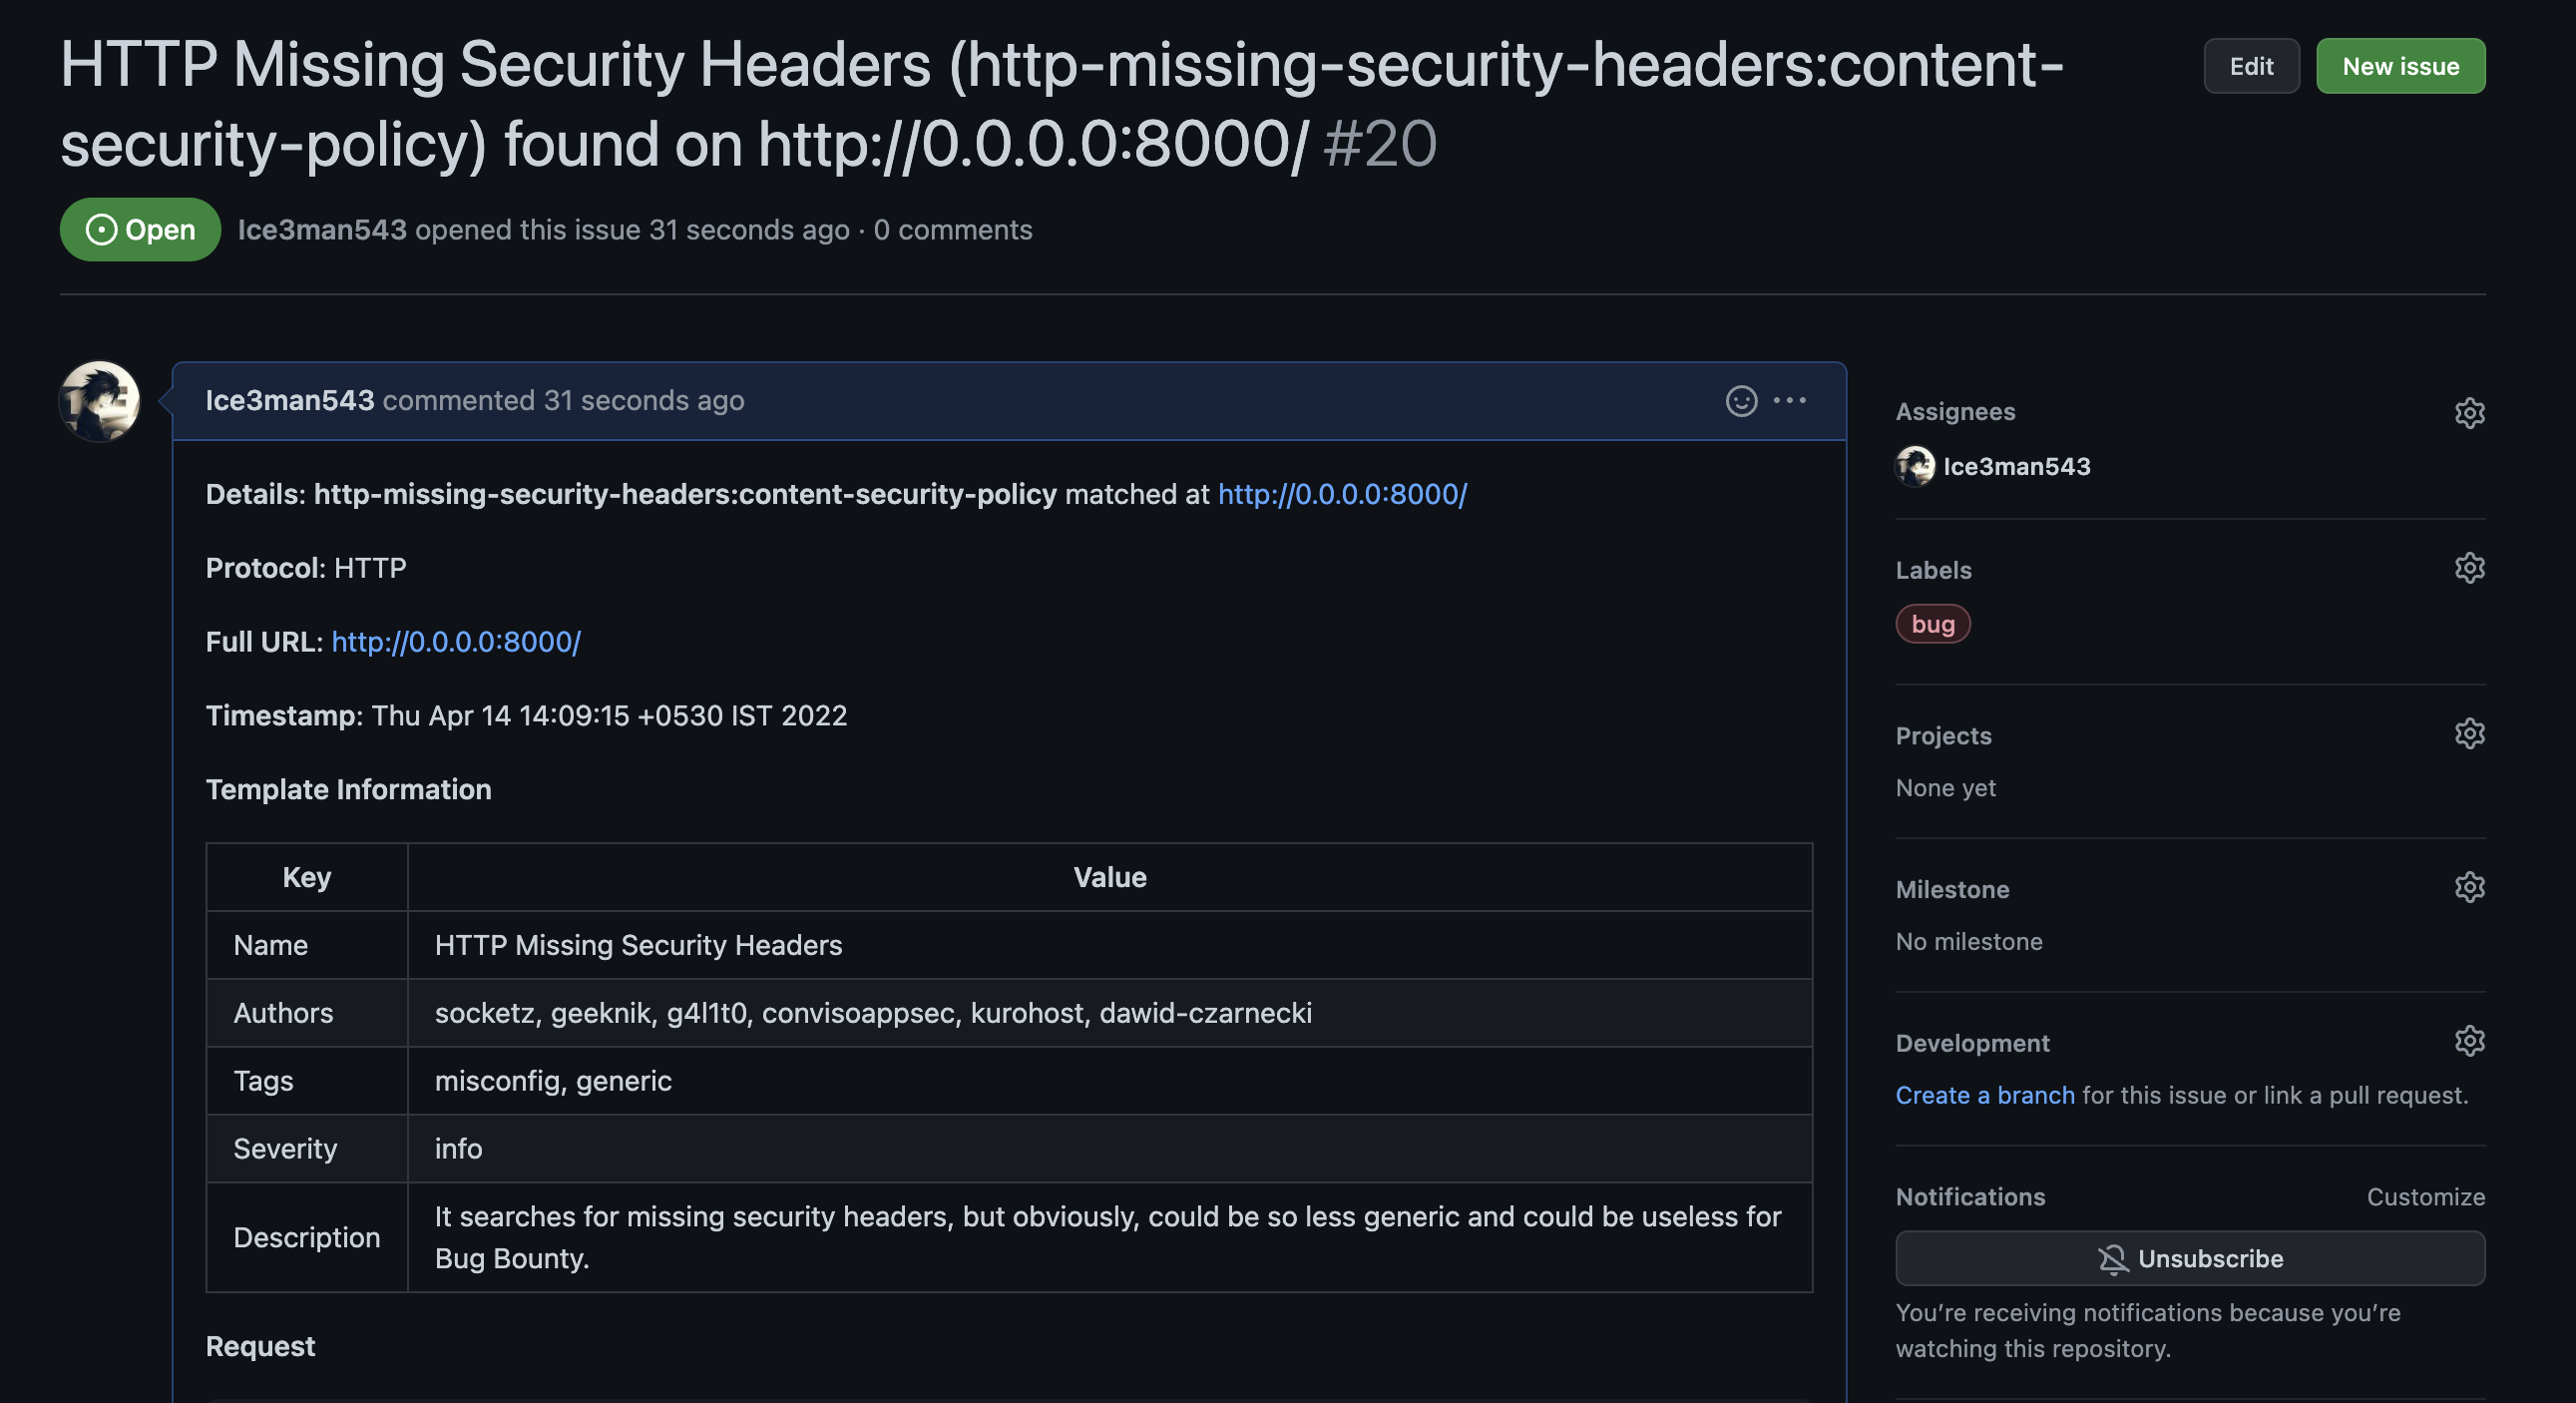 HTTP Missing Security Headers (http-missing-security-headers:content-
security-policy) found on http://0.0.0.0:8000/ #20
Edit
New issue
Open
Ice3man543 opened this issue 31 seconds ago · 0 comments
Ice3man543 commented 31 seconds ago
Details: http-missing-security-headers:content-security-policy matched at http://0.0.0.0:8000/
Protocol: HTTP
Full URL: http://0.0.0.0:8000/
Timestamp: Thu Apr 14 14:09:15 +0530 IST 2022
Template Information
Key Value
Name HTTP Missing Security Headers
Authors socketz, geeknik, g4l1t0, convisoappsec, kurohost, dawid-czarnecki
Tags misconfig, generic
Severity info
Description It searches for missing security headers, but obviously, could be so less generic and could be useless for
Bug Bounty.
Request
Assignees
Ice3man543
Labels
bug
Projects
None yet
Milestone
No milestone
Development
Create a branch for this issue or link a pull request.
Notifications Customize
Unsubscribe
You're receiving notifications because you're
watching this repository.